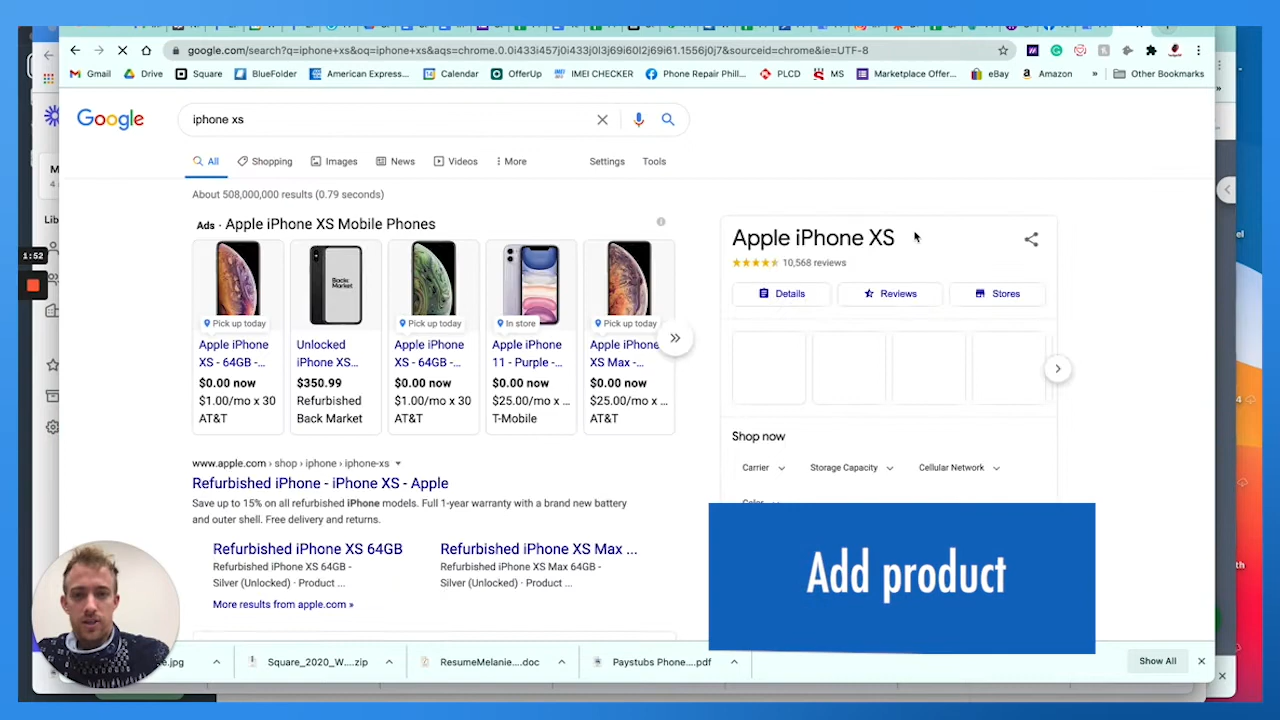 google.com/search?q=iphone+xs&oq=iphone+xs&aqs=chrome.0.0i433i457j0i433j0l3j69i60l2j69i61.1556j0j7&sourceid=chrome&ie=UTF-8
Gmail Drive Square BlueFolder American Express... Calendar OfferUp IMEI CHECKER Phone Repair Phill... PLCD MS Marketplace Offer... eBay Amazon » Other Bookmarks
Google iphone xs
All Shopping Images News Videos More Settings Tools
About 508,000,000 results (0.79 seconds)
Ads · Apple iPhone XS Mobile Phones
Pick up today
Apple iPhone
XS - 64GB -...
$0.00 now
$1.00/mo x 30
AT&T
Back
Market
Unlocked
iPhone XS...
$350.99
Refurbished
Back Market
Pick up today
Apple iPhone
XS - 64GB -...
$0.00 now
$1.00/mo x 30
AT&T
In store
Apple iPhone
11 - Purple -...
$0.00 now
$25.00/mo x ...
T-Mobile
Pick up today
Apple iPhone
XS Max -...
$0.00 now
$25.00/mo x ...
AT&T
www.apple.com › shop › iphone › iphone-xs
Refurbished iPhone - iPhone XS - Apple
Save up to 15% on all refurbished iPhone models. Full 1-year warranty with a brand new battery
and outer shell. Free delivery and returns.
Refurbished iPhone XS 64GB
Refurbished iPhone XS 64GB -
Silver (Unlocked) · Product ...
Refurbished iPhone XS Max ...
Refurbished iPhone XS Max 64GB -
Silver (Unlocked) · Product ...
More results from apple.com »
Apple iPhone XS
10,568 reviews
Details Reviews Stores
Shop now
Carrier Storage Capacity Cellular Network
Color
Add product
1:52
Lib
e.jpg Square_2020_W....zip ResumeMelanie....doc Paystubs Phone....pdf Show All